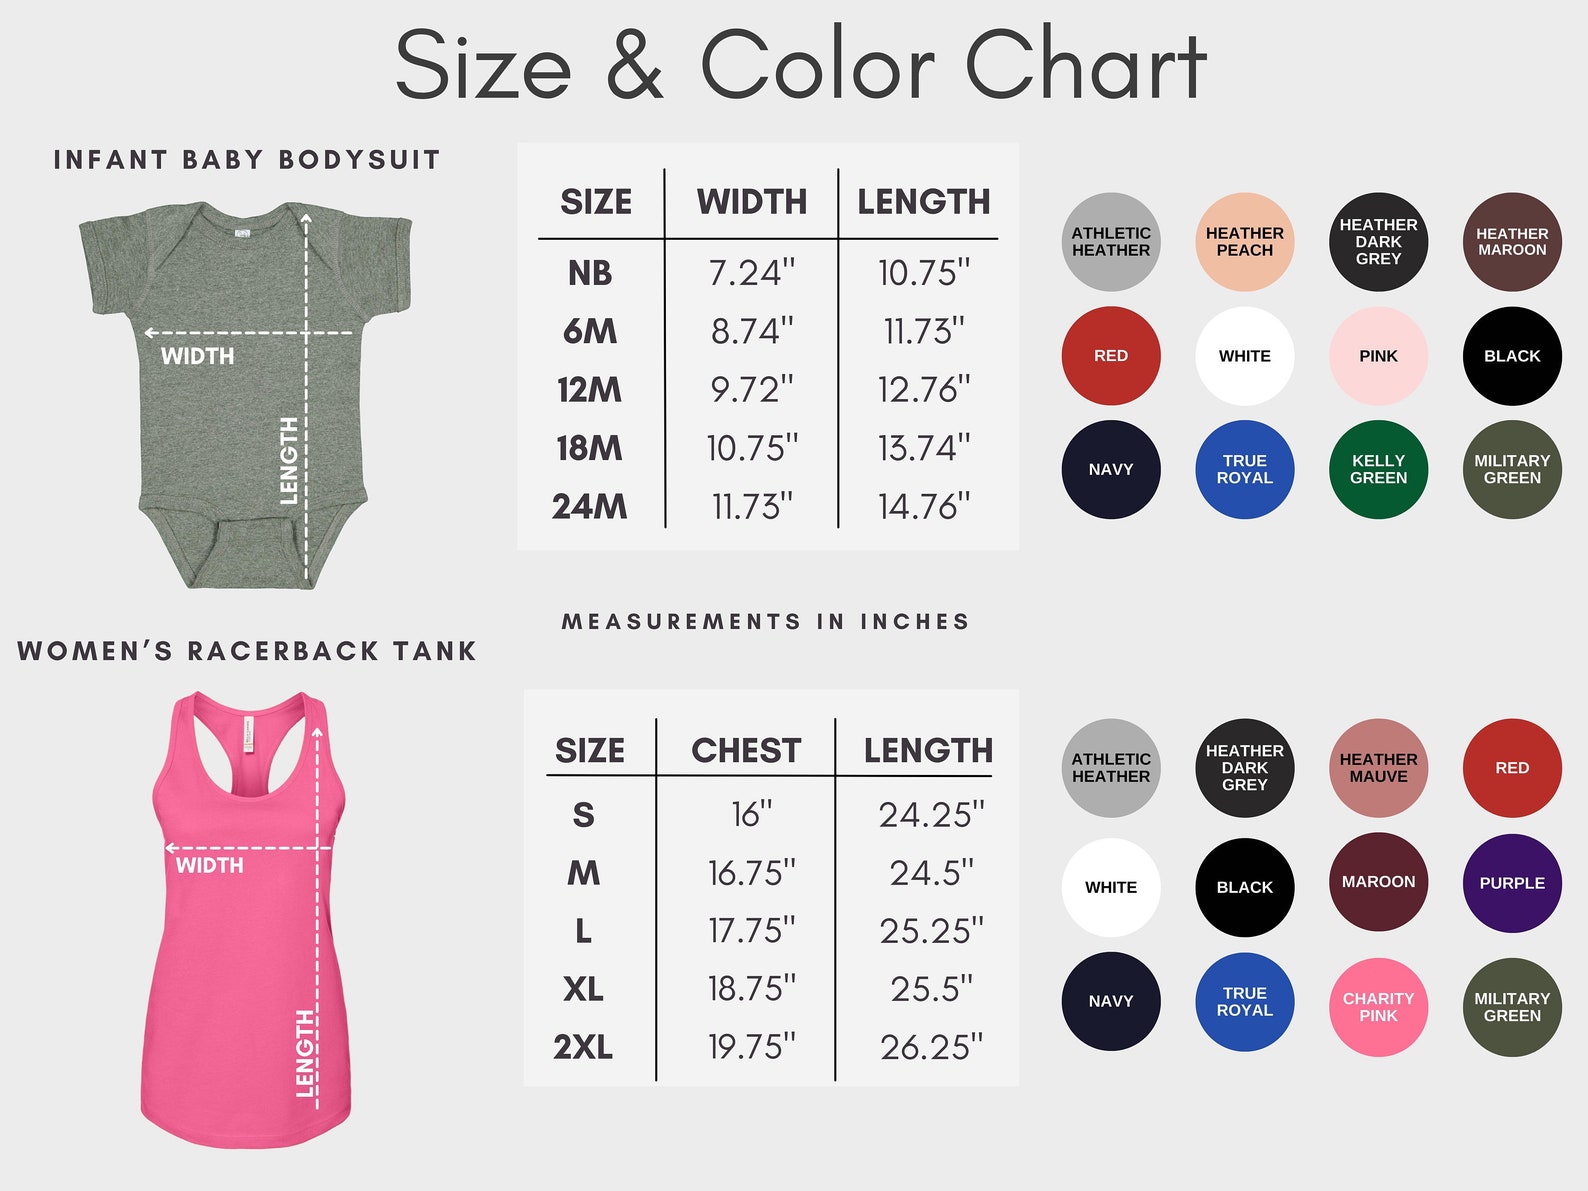 Size & Color Chart
INFANT BABY BODYSUIT
WIDTH
LENGTH
SIZE WIDTH LENGTH
NB 7.24" 10.75"
6M 8.74" 11.73"
12M 9.72" 12.76"
18M 10.75" 13.74"
24M 11.73" 14.76"
ATHLETIC
HEATHER
HEATHER
PEACH
HEATHER
DARK
GREY
HEATHER
MAROON
RED
WHITE
PINK
BLACK
NAVY
TRUE
ROYAL
KELLY
GREEN
MILITARY
GREEN
MEASUREMENTS IN INCHES
WOMEN’S RACERBACK TANK
WIDTH
LENGTH
SIZE CHEST LENGTH
S 16" 24.25"
M 16.75" 24.5"
L 17.75" 25.25"
XL 18.75" 25.5"
2XL 19.75" 26.25"
ATHLETIC
HEATHER
HEATHER
DARK
GREY
HEATHER
MAUVE
RED
WHITE
BLACK
MAROON
PURPLE
NAVY
TRUE
ROYAL
CHARITY
PINK
MILITARY
GREEN